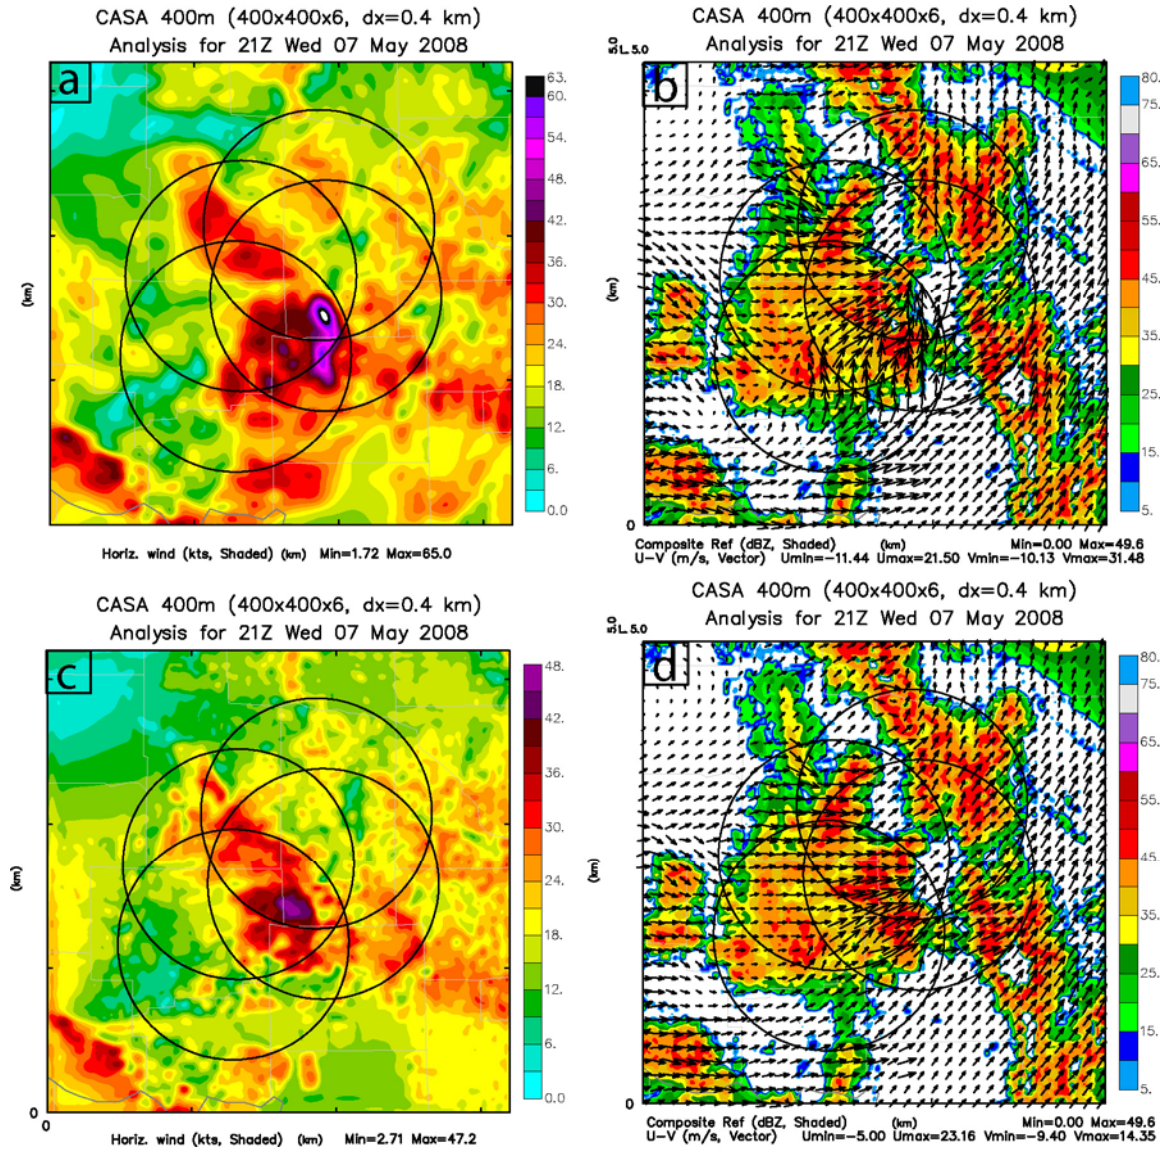 CASA 400m (400x400x6, dx=0.4 km)
Analysis for 21Z Wed 07 May 2008
a
63.
60.
54.
48.
42.
36.
30.
24.
18.
12.
6.
0.0
(km)
Horiz. wind (kts, Shaded) (km) Min=1.72 Max=65.0
CASA 400m (400x400x6, dx=0.4 km)
Analysis for 21Z Wed 07 May 2008
5.0
b
80.
75.
65.
55.
45.
35.
25.
15.
5.
(km)
0
Composite Ref (dBZ, Shaded) (km) Min=0.00 Max=49.6
U-V (m/s, Vector) Umin=-11.44 Umax=21.50 Vmin=-10.13 Vmax=31.48
CASA 400m (400x400x6, dx=0.4 km)
Analysis for 21Z Wed 07 May 2008
c
48.
42.
36.
30.
24.
18.
12.
6.
0.0
(km)
0
0
Horiz. wind (kts, Shaded) (km) Min=2.71 Max=47.2
CASA 400m (400x400x6, dx=0.4 km)
Analysis for 21Z Wed 07 May 2008
5.0
d
80.
75.
65.
55.
45.
35.
25.
15.
5.
(km)
0
Composite Ref (dBZ, Shaded) (km) Min=0.00 Max=49.6
U-V (m/s, Vector) Umin=-5.00 Umax=23.16 Vmin=-9.40 Vmax=14.35